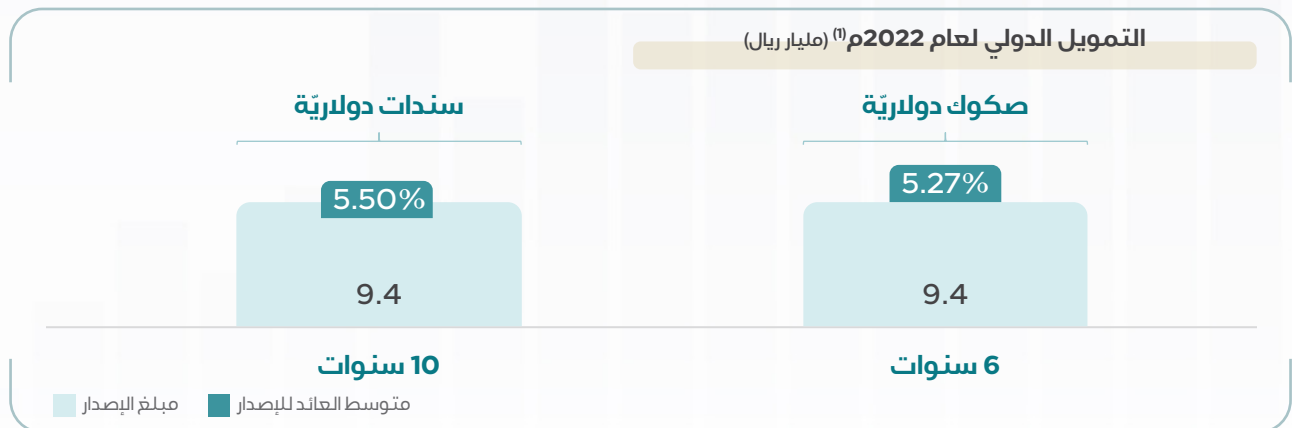 التمويل الدولي لعام 2022م(1) (مليار ريال)
صكوك دولاريّة
سندات دولاريّة
5.27%
5.50%
9.4
9.4
6 سنوات
10 سنوات
متوسط العائد للإصدار
مبلغ الإصدار